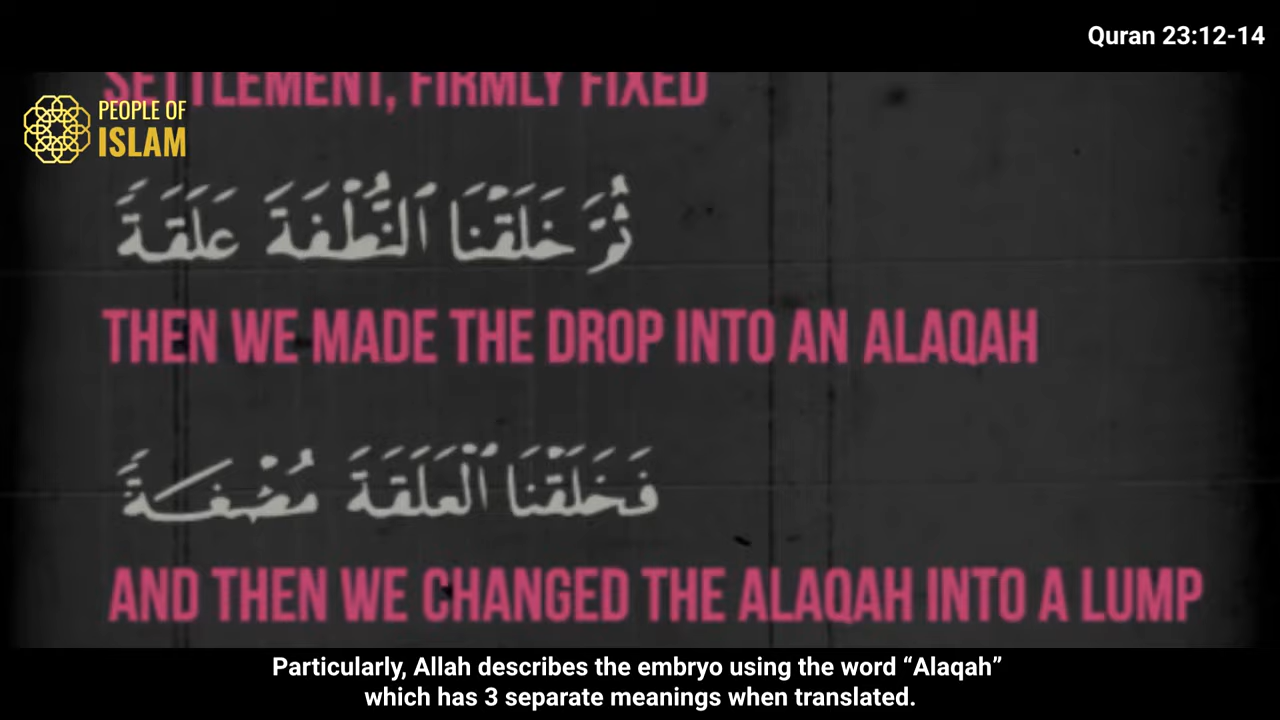 Quran 23:12-14
SETTLEMENT, FIRMLY FIXED
PEOPLE OF
ISLAM
ثُمَّ خَلَقْنَا ٱلنُّطْفَةَ عَلَقَةً
THEN WE MADE THE DROP INTO AN ALAQAH
فَخَلَقْنَا ٱلْعَلَقَةَ مُضْغَةً
AND THEN WE CHANGED THE ALAQAH INTO A LUMP
Particularly, Allah describes the embryo using the word “Alaqah”
which has 3 separate meanings when translated.